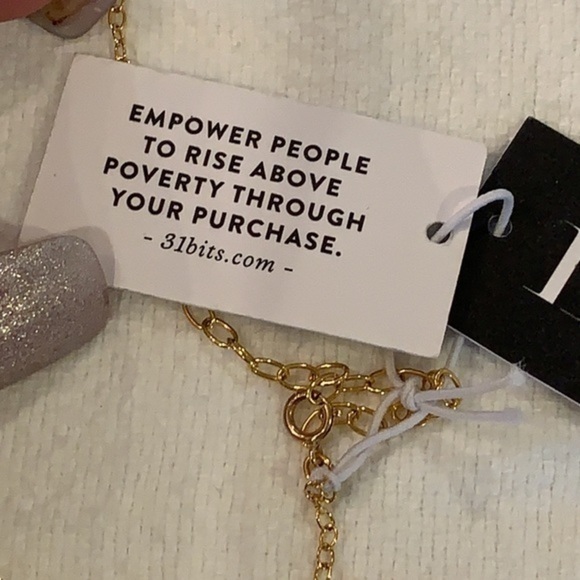 EMPOWER PEOPLE
TO RISE ABOVE
POVERTY THROUGH
YOUR PURCHASE.
- 31bits.com -